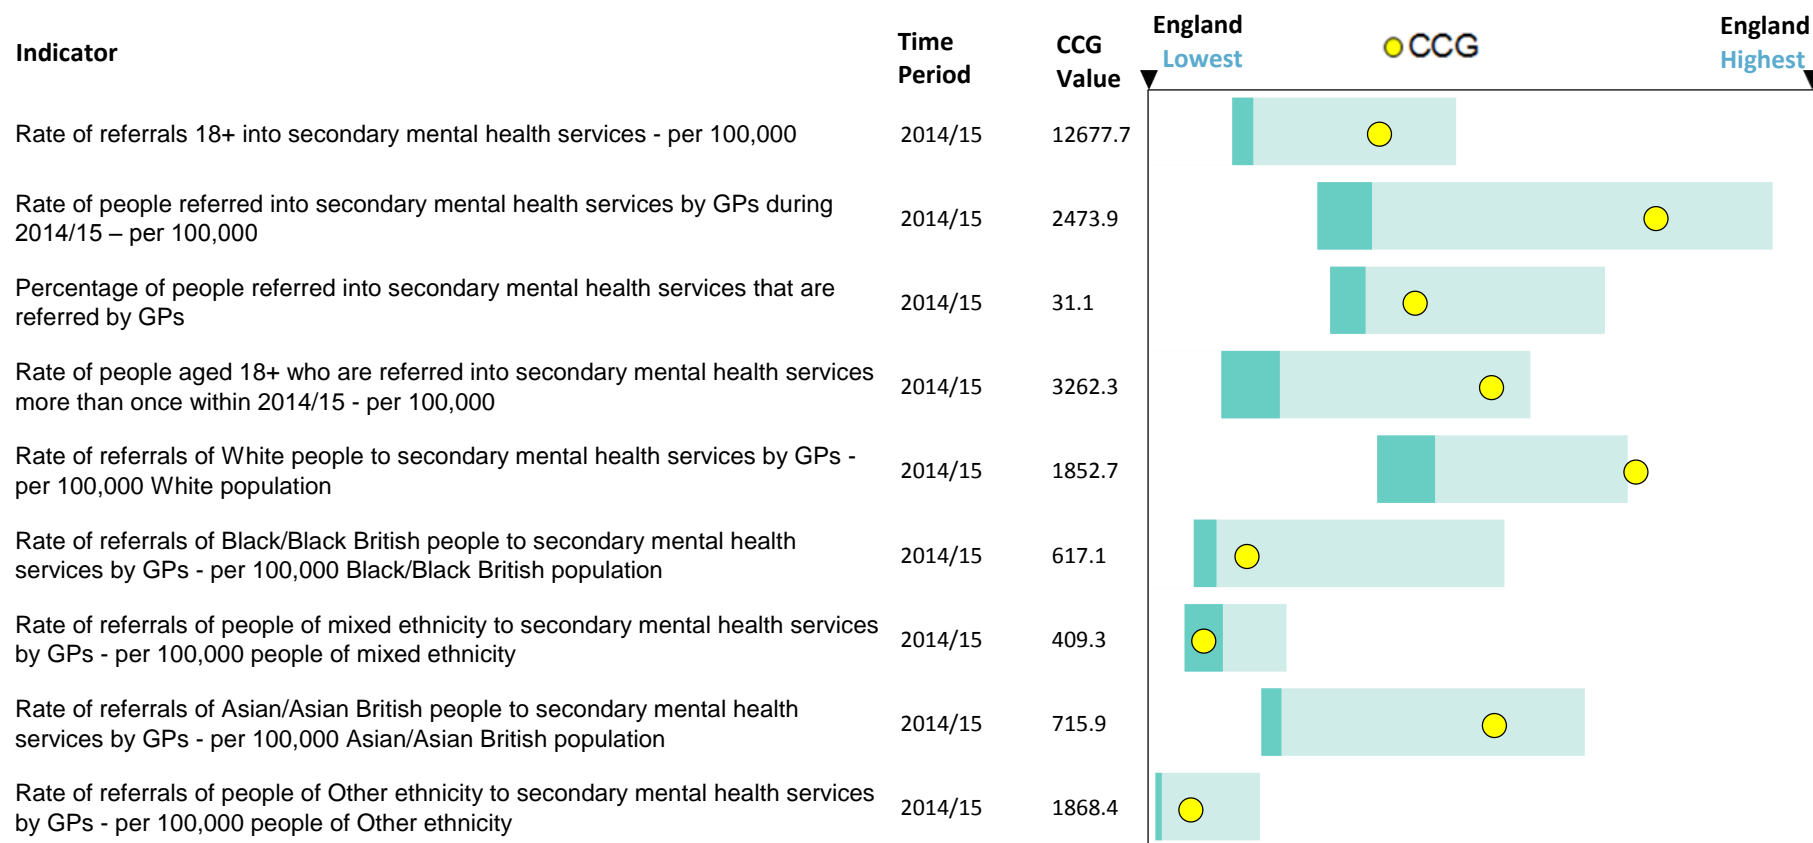 Indicator
Time
Period
CCG
Value
England
Lowest
CCG
England
Highest
Rate of referrals 18+ into secondary mental health services - per 100,000
2014/15
12677.7
Rate of people referred into secondary mental health services by GPs during
2014/15 – per 100,000
2014/15
2473.9
Percentage of people referred into secondary mental health services that are
referred by GPs
2014/15
31.1
Rate of people aged 18+ who are referred into secondary mental health services
more than once within 2014/15 - per 100,000
2014/15
3262.3
Rate of referrals of White people to secondary mental health services by GPs -
per 100,000 White population
2014/15
1852.7
Rate of referrals of Black/Black British people to secondary mental health
services by GPs - per 100,000 Black/Black British population
2014/15
617.1
Rate of referrals of people of mixed ethnicity to secondary mental health services
by GPs - per 100,000 people of mixed ethnicity
2014/15
409.3
Rate of referrals of Asian/Asian British people to secondary mental health
services by GPs - per 100,000 Asian/Asian British population
2014/15
715.9
Rate of referrals of people of Other ethnicity to secondary mental health services
by GPs - per 100,000 people of Other ethnicity
2014/15
1868.4